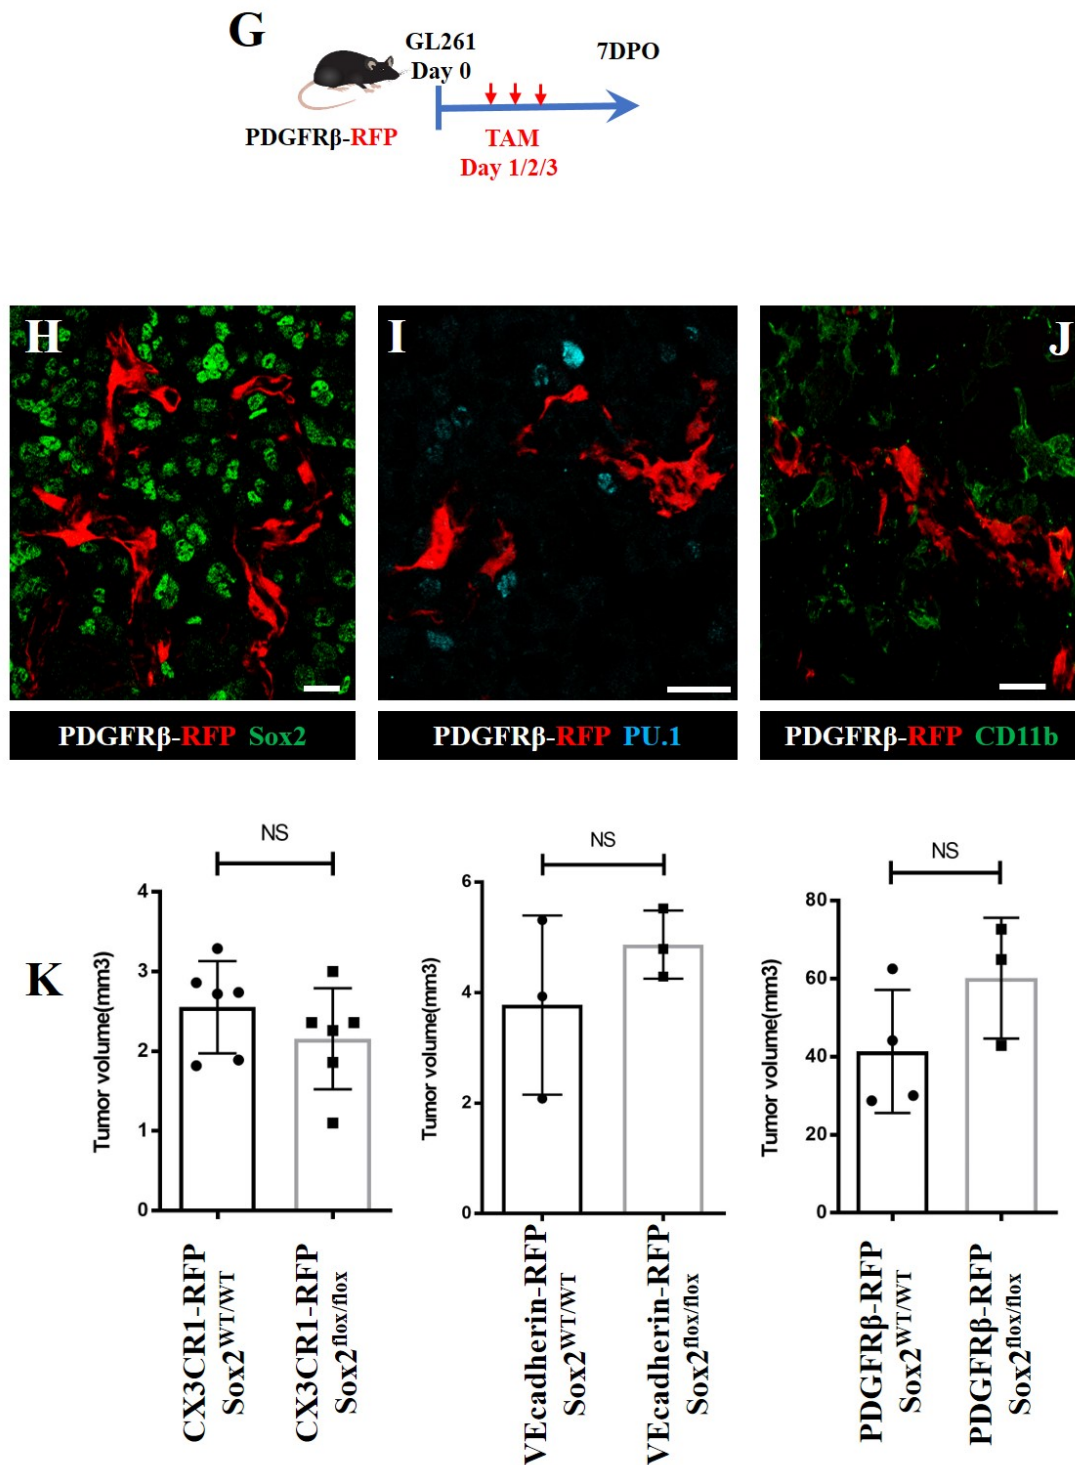 G
GL261
Day 0
7DPO
PDGFRβ-RFP
TAM
Day 1/2/3
H
I
J
PDGFRβ-RFP Sox2
PDGFRβ-RFP PU.1
PDGFRβ-RFP CD11b
K
NS
4
3
2
1
0
Tumor volume(mm3)
CX3CR1-RFP
Sox2WT/WT
CX3CR1-RFP
Sox2flox/flox
NS
6
4
2
0
Tumor volume(mm3)
VEcadherin-RFP
Sox2WT/WT
VEcadherin-RFP
Sox2flox/flox
NS
80
60
40
20
0
Tumor volume(mm3)
PDGFRβ-RFP
Sox2WT/WT
PDGFRβ-RFP
Sox2flox/flox